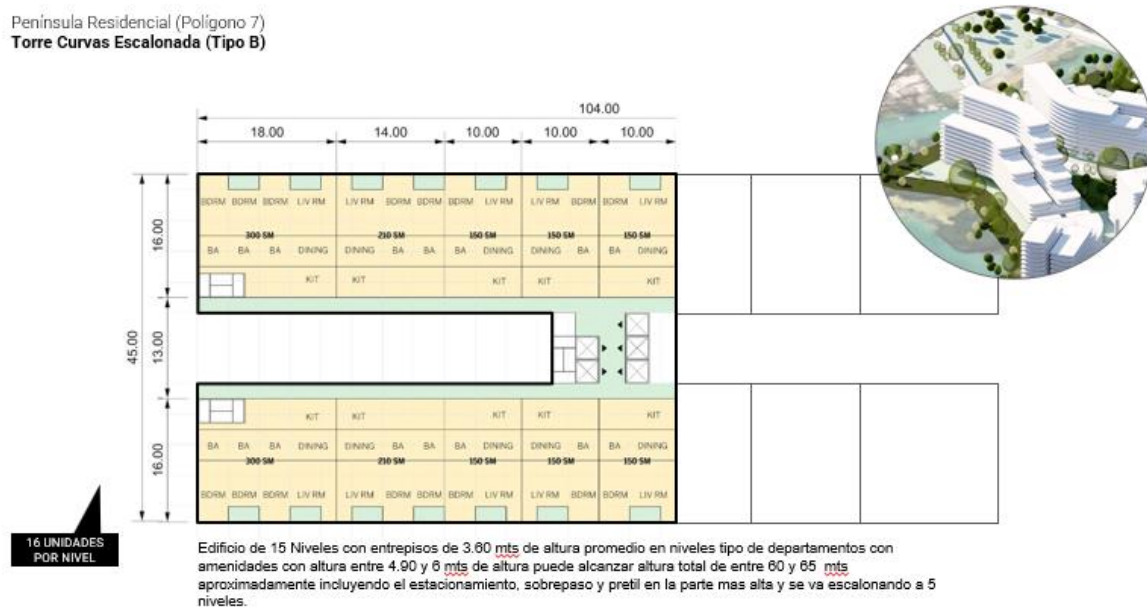 Península Residencial (Polígono 7)
Torre Curvas Escalonada (Tipo B)
104.00
18.00 14.00 10.00 10.00 10.00
BDRM BDRM BDRM LIV RM LIV RM BDRM BDRM BDRM LIV RM LIV RM BDRM BDRM LIV RM
300 SM 210 SM 150 SM 150 SM 150 SM
BA BA BA DINING DINING BA BA BA DINING DINING BA BA DINING
KIT KIT KIT KIT KIT
16.00
45.00
13.00
16.00
KIT KIT KIT KIT KIT
BA BA BA DINING DINING BA BA BA DINING DINING BA BA DINING
300 SM 210 SM 150 SM 150 SM 150 SM
BDRM BDRM BDRM LIV RM LIV RM BDRM BDRM BDRM LIV RM LIV RM BDRM BDRM LIV RM
16 UNIDADES
POR NIVEL
Edificio de 15 Niveles con entrepisos de 3.60 mts de altura promedio en niveles tipo de departamentos con
amenidades con altura entre 4.90 y 6 mts de altura puede alcanzar altura total de entre 60 y 65 mts
aproximadamente incluyendo el estacionamiento, sobrepaso y pretil en la parte mas alta y se va escalonando a 5
niveles.